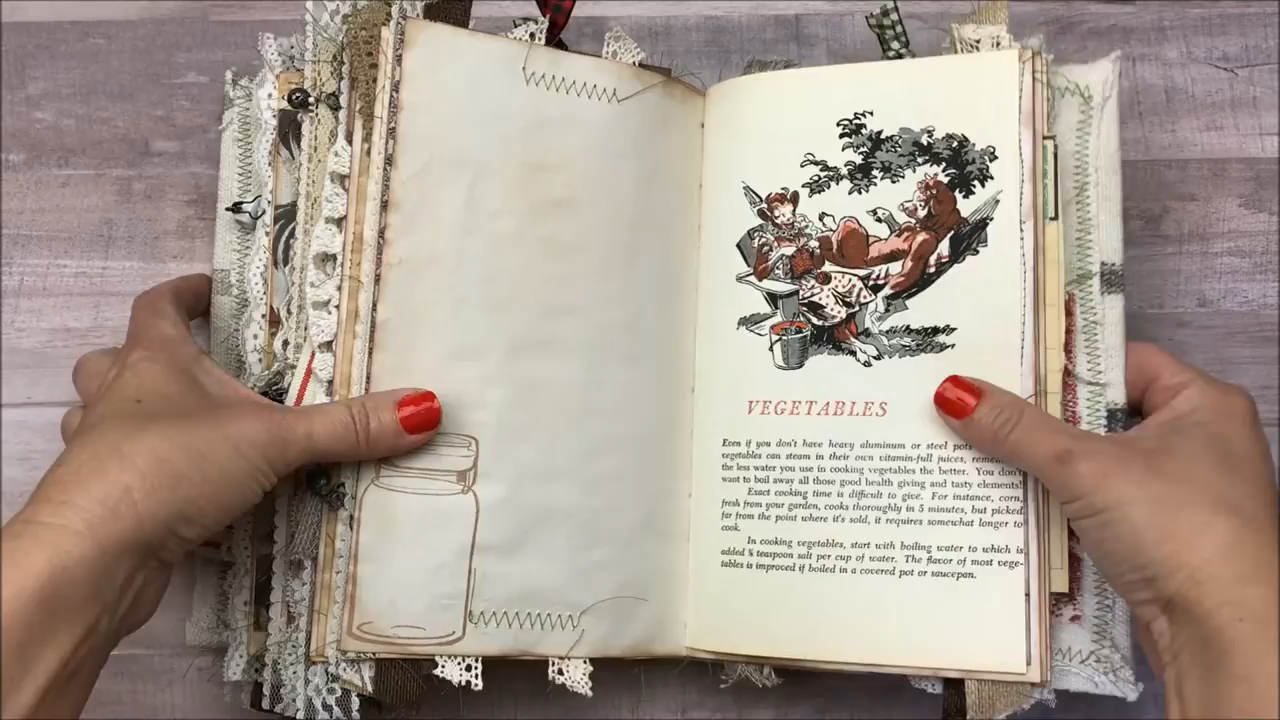 VEGETABLES
Even if you don't have heavy aluminum or steel pots
vegetables can steam in their own vitamin-full juices,
the less water you use in cooking vegetables the better. You don't
want to boil away all those good health giving and tasty elements!
Exact cooking time is difficult to give. For instance, corn,
fresh from your garden, cooks thoroughly in 5 minutes, but picked
far from the point where it's sold, it requires somewhat longer to
cook.
In cooking vegetables, start with boiling water to which is
added teaspoon salt per cup of water. The flavor of most vege-
tables is improved if boiled in a covered pot or saucepan.